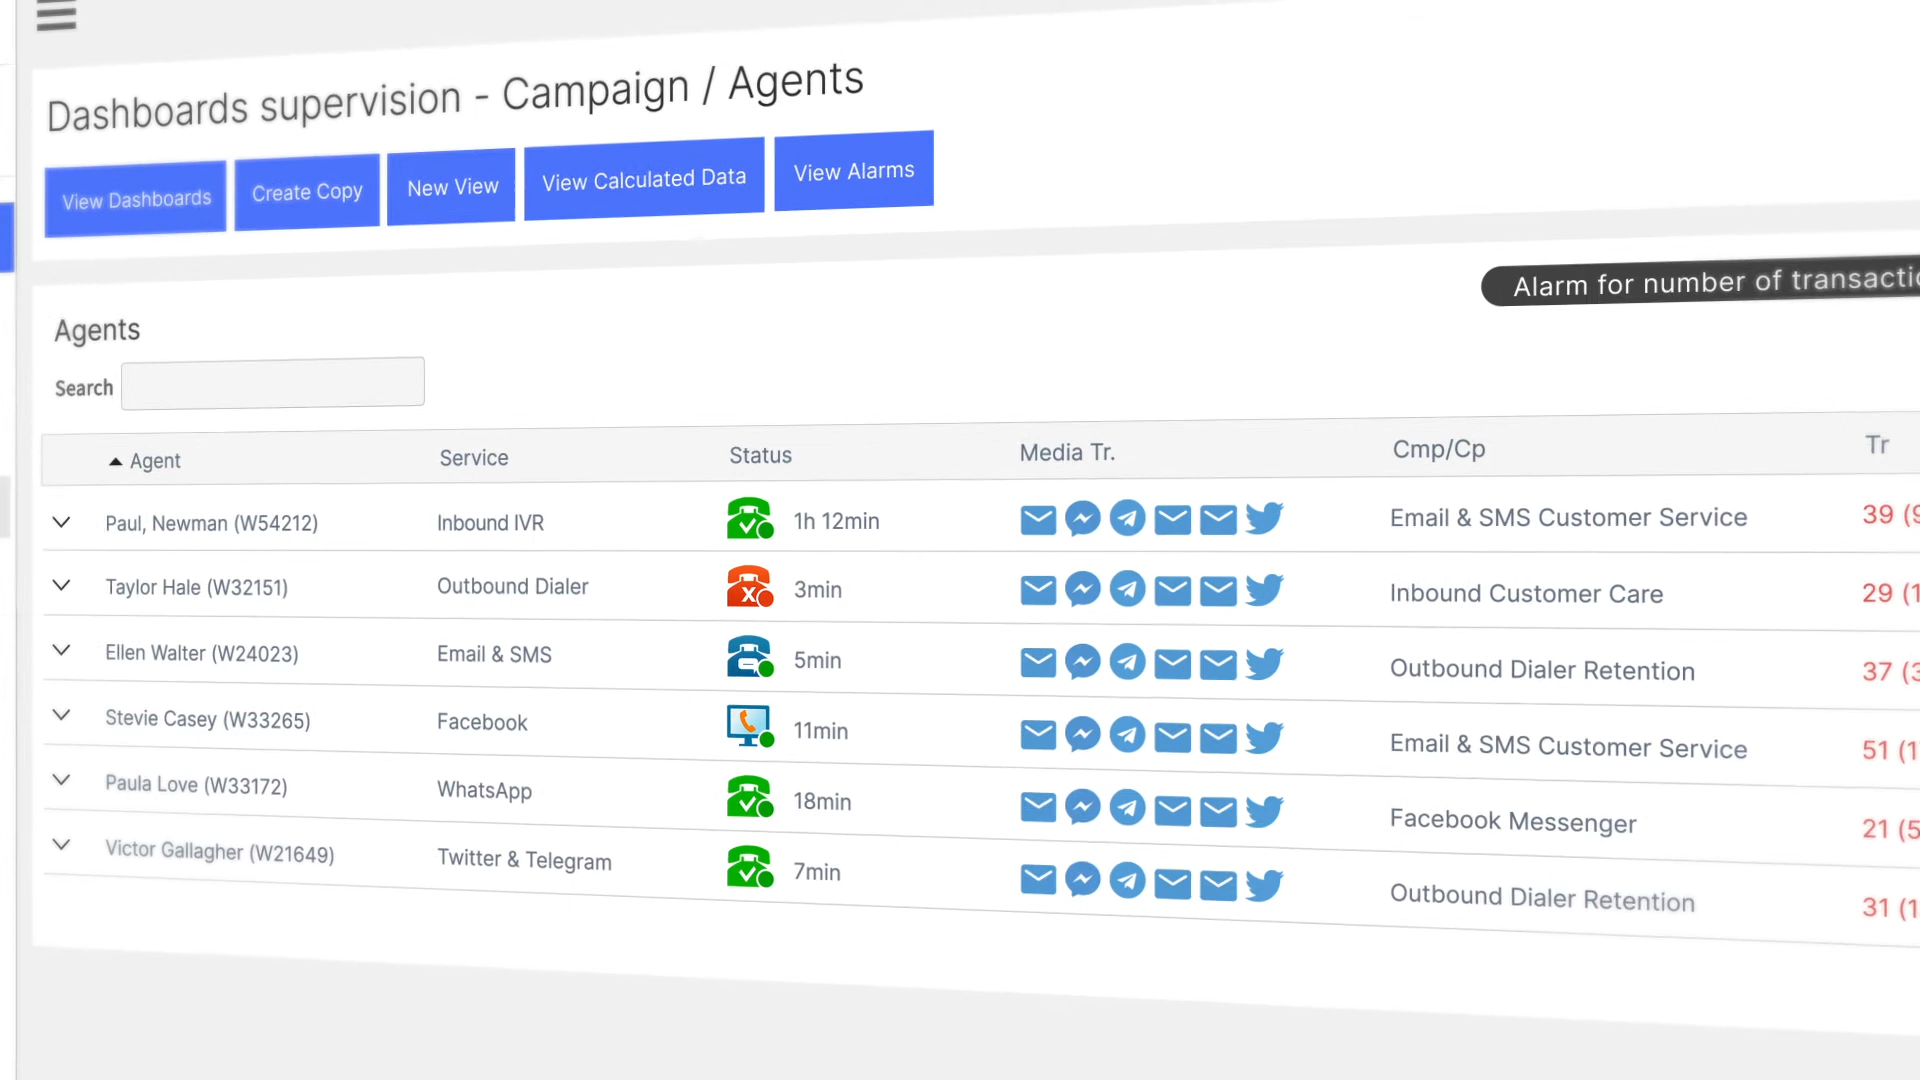 Dashboards supervision - Campaign / Agents
View Dashboards Create Copy New View View Calculated Data View Alarms
Alarm for number of
Agents
Search
Agent Service Status Media Tr. Cmp/Cp Tr
Paul, Newman (W54212) Inbound IVR 1h 12min Email & SMS Customer Service 39
Taylor Hale (W32151) Outbound Dialer 3min Inbound Customer Care 29
Ellen Walter (W24023) Email & SMS 5min Outbound Dialer Retention 37
Stevie Casey (W33265) Facebook 11min Email & SMS Customer Service 51
Paula Love (W33172) WhatsApp 18min Facebook Messenger 21
Victor Gallagher (W21649) Twitter & Telegram 7min Outbound Dialer Retention 31